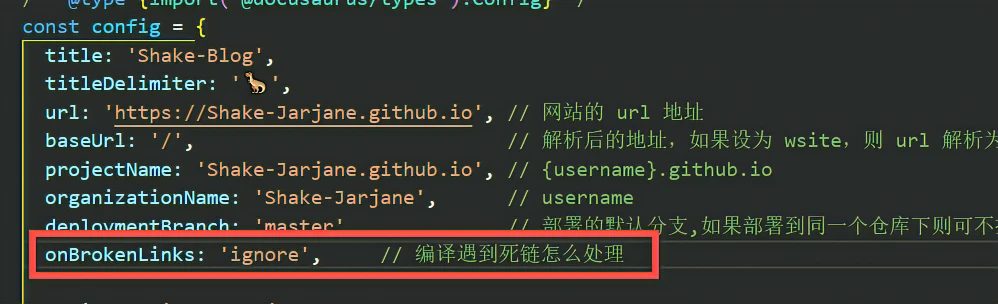 /** @type {import('@docusaurus/types').Config} */
const config = {
title: 'Shake-Blog',
titleDelimiter: '🦕',
url: 'https://Shake-Jarjane.github.io', // 网站的 url 地址
baseUrl: '/', // 解析后的地址，如果设为 wsite，则 url 解析为
projectName: 'Shake-Jarjane.github.io', // {username}.github.io
organizationName: 'Shake-Jarjane', // username
deploymentBranch: 'master' // 部署的默认分支,如果部署到同一个仓库下则可不
onBrokenLinks: 'ignore', // 编译遇到死链怎么处理